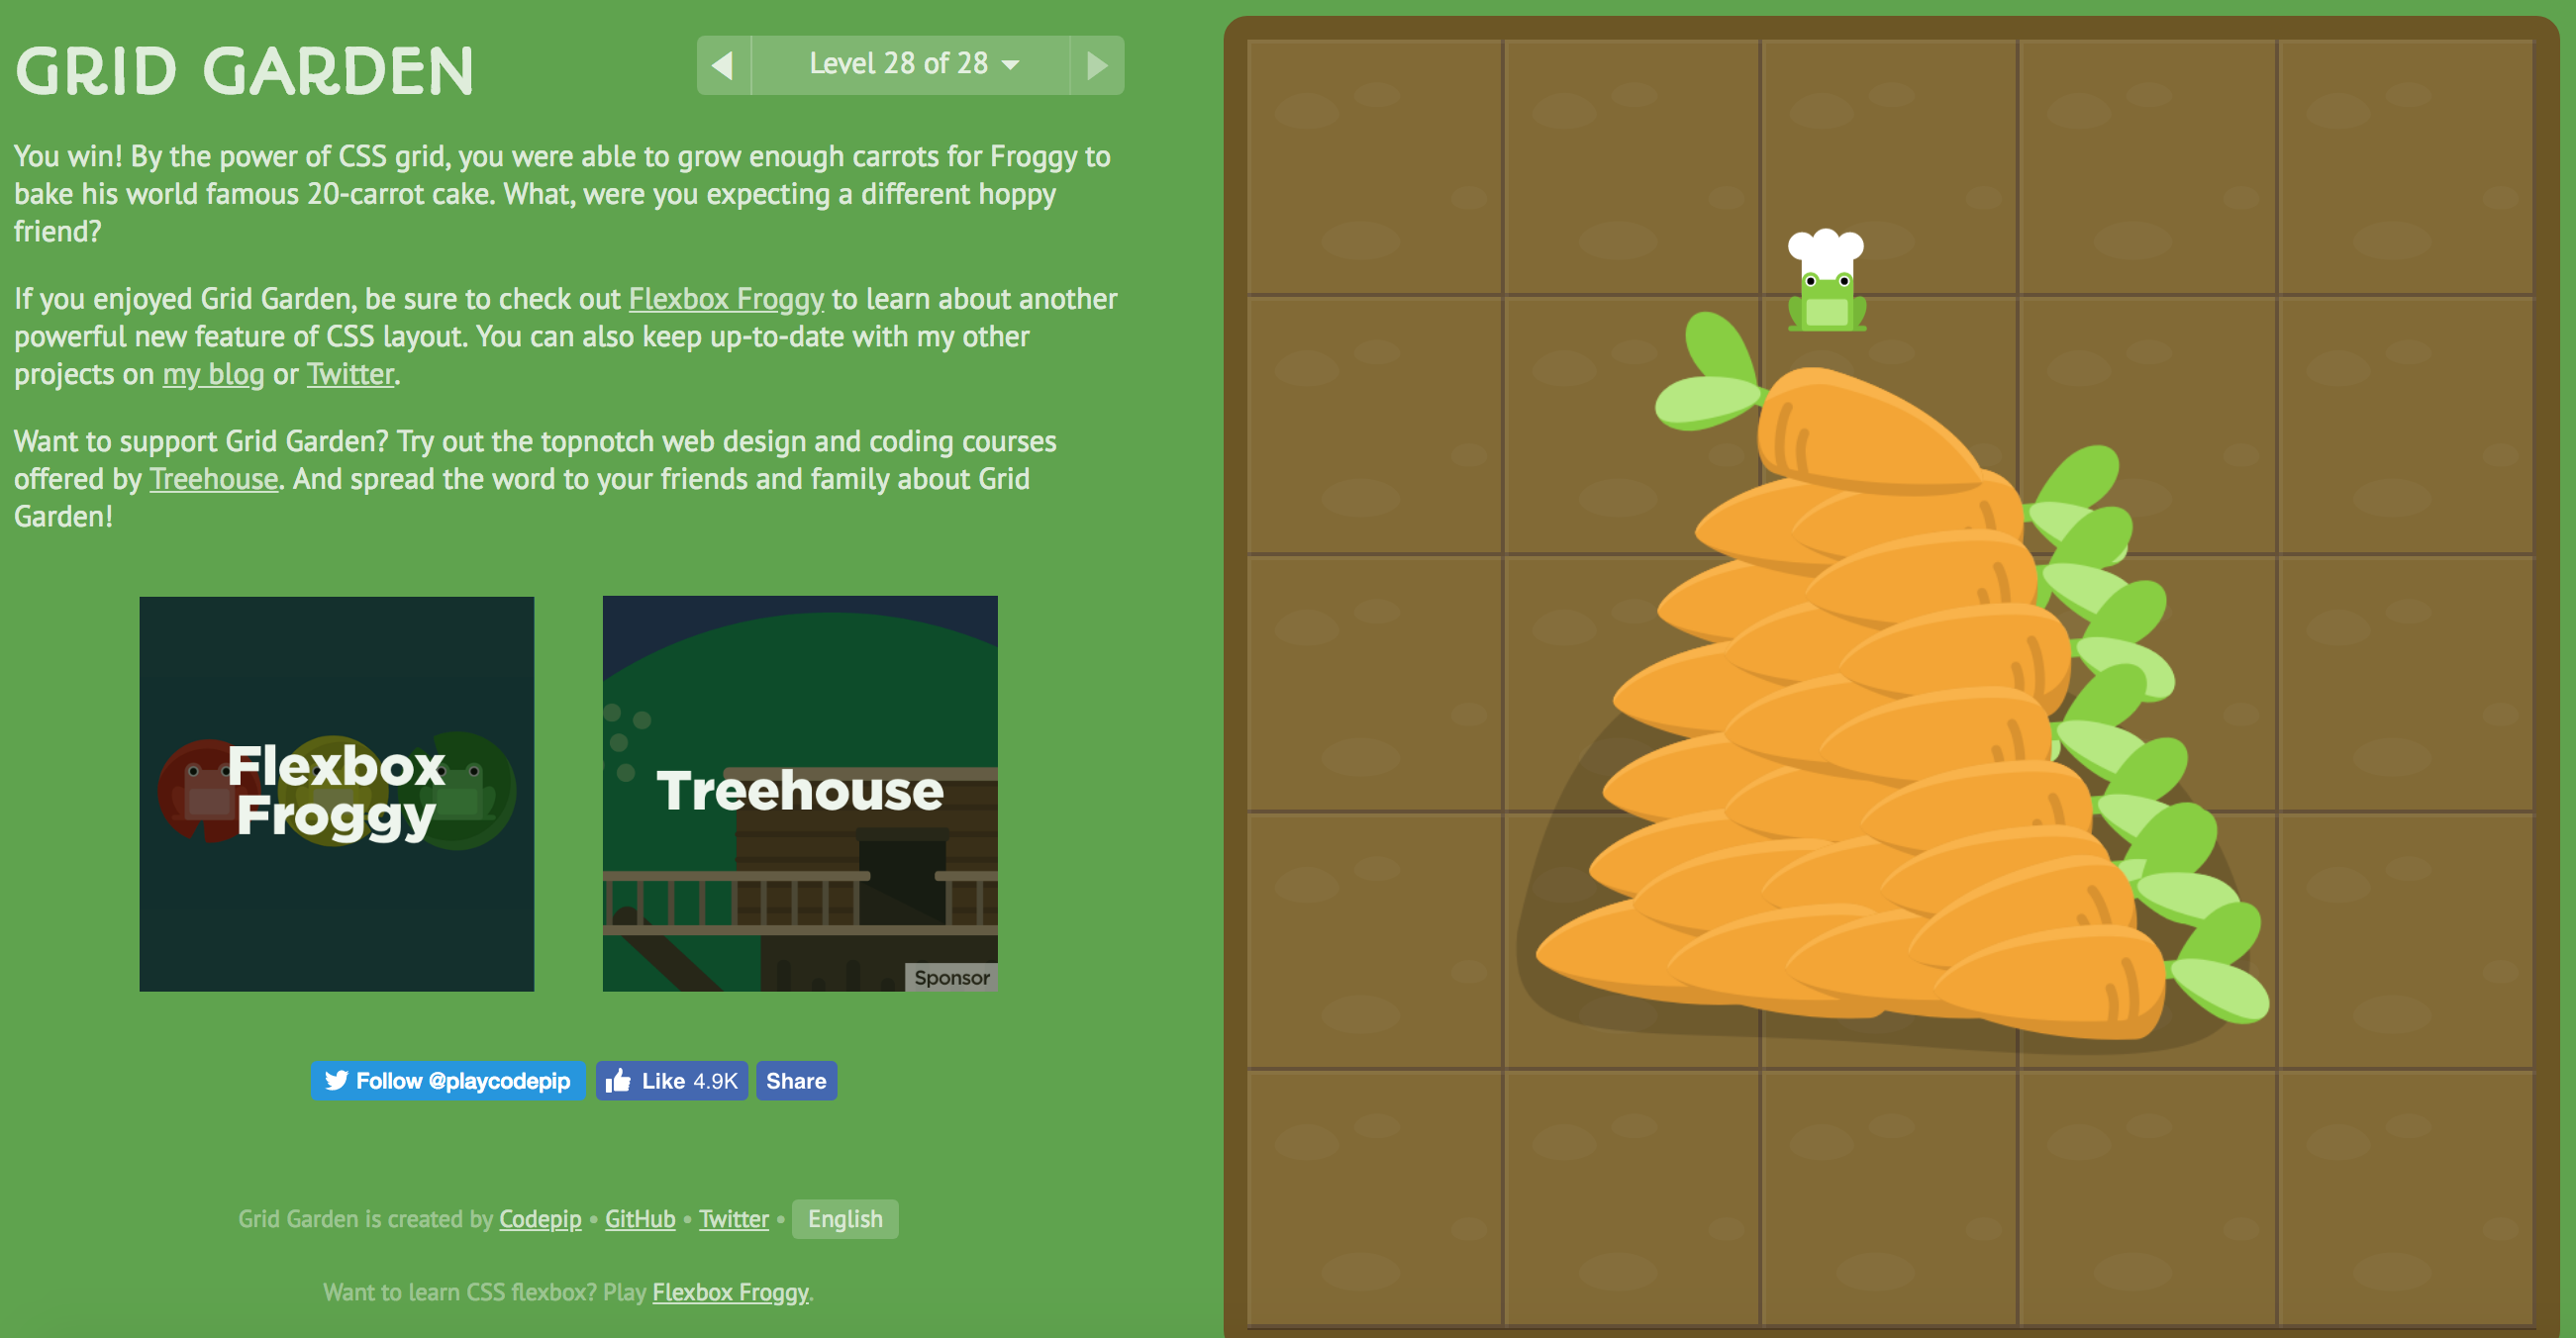 GRID GARDEN
Level 28 of 28
You win! By the power of CSS grid, you were able to grow enough carrots for Froggy to
bake his world famous 20-carrot cake. What, were you expecting a different hoppy
friend?
If you enjoyed Grid Garden, be sure to check out Flexbox Froggy to learn about another
powerful new feature of CSS layout. You can also keep up-to-date with my other
projects on my blog or Twitter.
Want to support Grid Garden? Try out the topnotch web design and coding courses
offered by Treehouse. And spread the word to your friends and family about Grid
Garden!
Flexbox
Froggy
Treehouse
Sponsor
Follow @playcodepip
Like 4.9K
Share
Grid Garden is created by Codepip • GitHub • Twitter • English
Want to learn CSS flexbox? Play Flexbox Froggy.